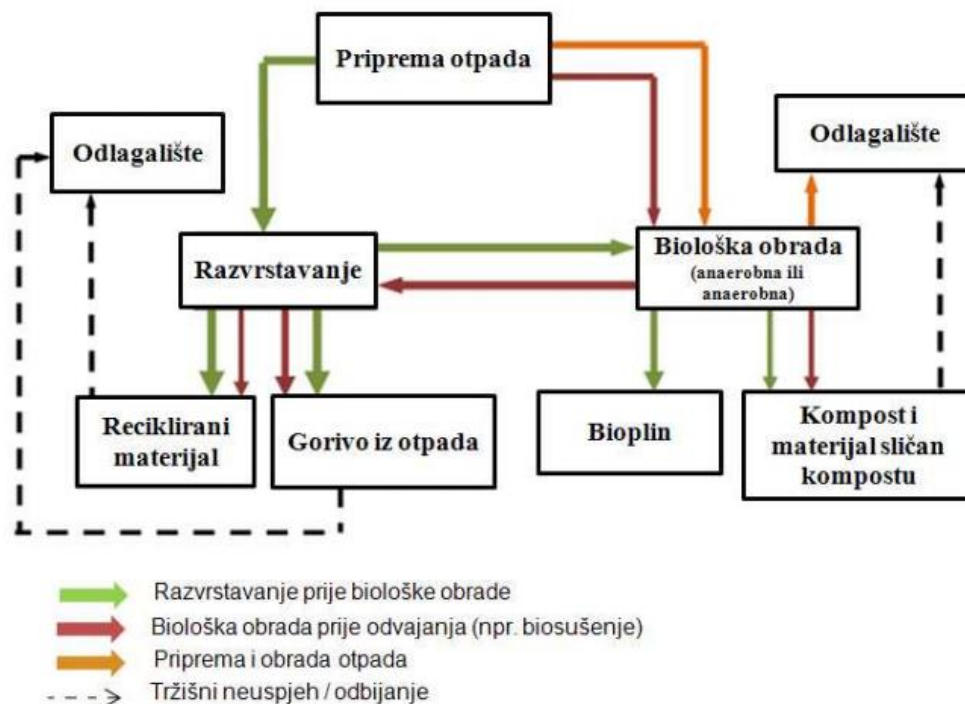 Priprema otpada
Odlagalište
Odlagalište
Razvrstavanje
Biološka obrada
(anaerobna ili
anaerobna)
Reciklirani
materijal
Gorivo iz otpada
Bioplin
Kompost i
materijal sličan
kompostu
Razvrstavanje prije biološke obrade
Biološka obrada prije odvajanja (npr. biosušenje)
Priprema i obrada otpada
Tržišni neuspjeh / odbijanje